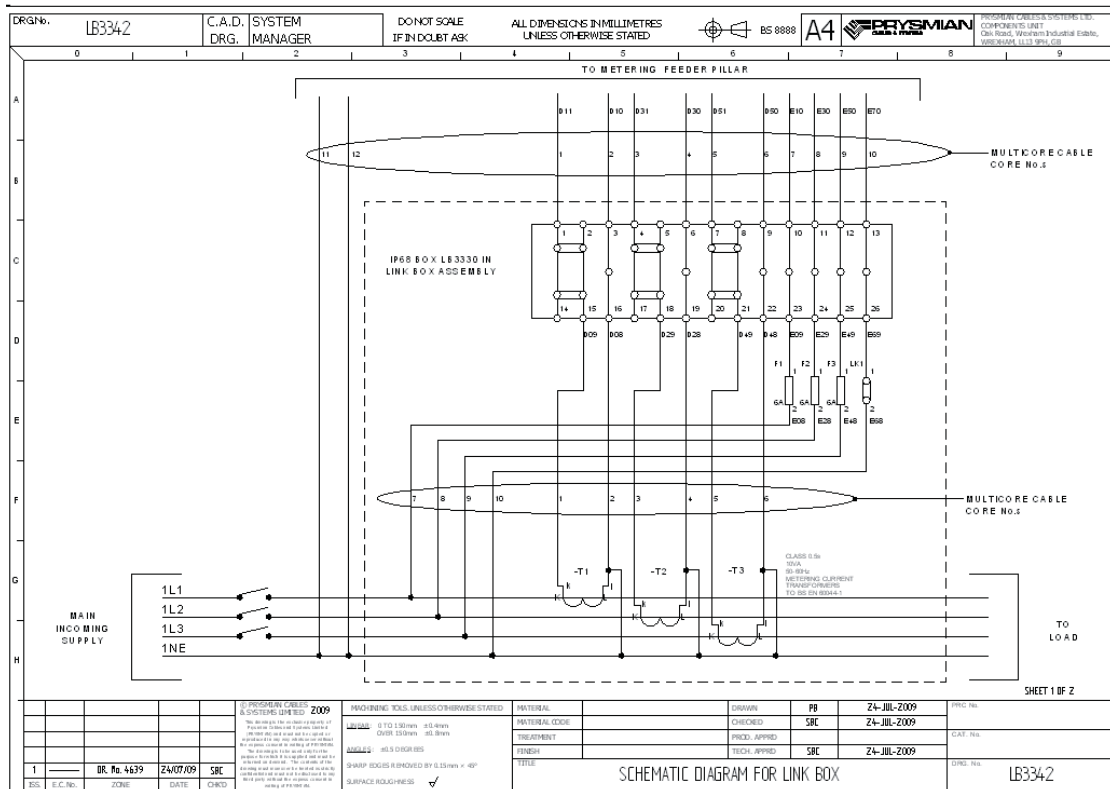 DRG.No. LB3342
C.A.D. DRG.
SYSTEM MANAGER
DO NOT SCALE
IF IN DOUBT ASK
ALL DIMENSIONS IN MILLIMETRES
UNLESS OTHERWISE STATED
BS 8888
A4
PRYSMIAN
CABLES & SYSTEMS
PRYSMIAN CABLES & SYSTEMS LTD.
COMPONENTS UNIT
Oak Road, Wrexham Industrial Estate,
WREXHAM, LL13 9PH, GB
0 1 2 3 4 5 6 7 8 9
TO METERING FEEDER PILLAR
A
D11 D10 D31 D30 D51 D50 E10 E30 E50 E70
11 12 1 2 3 4 5 6 7 8 9 10
MULTICORE CABLE
CORE No.s
B
1 2 3 4 5 6 7 8 9 10 11 12 13
C
IP68 BOX LB3330 IN
LINK BOX ASSEMBLY
14 15 16 17 18 19 20 21 22 23 24 25 26
D
D09 D08 D29 D28 D49 D48 E09 E29 E49 E69
F1 F2 F3 LK1
1 1 1 1
6A 6A 6A
2 2 2 2
E
E08 E28 E48 E68
F
7 8 9 10 1 2 3 4 5 6
MULTICORE CABLE
CORE No.s
CLASS 0.5s
10VA
50-60Hz
METERING CURRENT
TRANSFORMERS
TO BS EN 60044-1
G
-T1 -T2 -T3
k l k l k l
K L K L K L
1L1
1L2
1L3
1NE
MAIN
INCOMING
SUPPLY
TO
LOAD
H
SHEET 1 OF 2
© PRYSMIAN CABLES
& SYSTEMS LIMITED 2009
MACHINING TOLS. UNLESS OTHERWISE STATED
LINEAR: 0 TO 150mm ±0.4mm
OVER 150mm ±0.8mm
ANGLES: ±0.5 DEGREES
SHARP EDGES REMOVED BY 0.15mm × 45°
SURFACE ROUGHNESS
MATERIAL
MATERIAL CODE
TREATMENT
FINISH
DRAWN PB 24-JUL-2009
CHECKED SBC 24-JUL-2009
PROD. APPRD
TECH. APPRD SBC 24-JUL-2009
PRC No.
CAT. No.
1 OR. No. 4639 24/07/09 SBC
ISS. E.C.No. ZONE DATE CHK'D
TITLE
SCHEMATIC DIAGRAM FOR LINK BOX
DRG. No.
LB3342